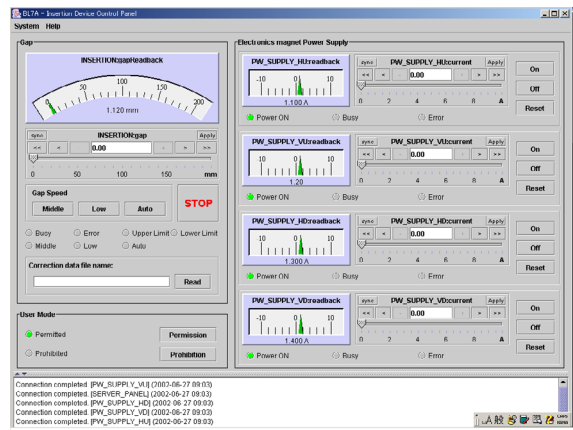 BL7A - Insertion Device Control Panel
System Help
Gap
INSERTION:gapReadback
0 50 100 150 200
1.120 mm
sync INSERTION:gap Apply
<< < - 0.00 - > >>
0 50 100 150 mm
Gap Speed
Middle Low Auto
STOP
Busy Error Upper Limit Lower Limit
Middle Low Auto
Correction data file name:
Read
User Mode
Permitted Permission
Prohibited Prohibition
Electronics magnet Power Supply
PW_SUPPLY_HU:readback
-10 0 10
1.100 A
sync PW_SUPPLY_HU:current Apply
<< < - 0.00 - > >>
0 2 4 6 8 A
Power ON Busy Error
On
Off
Reset
PW_SUPPLY_VU:readback
10 0 10
1.20
sync PW_SUPPLY_VU:current Apply
<< < - 0.00 - > >>
0 2 4 6 8 A
Power ON Busy Error
On
Off
Reset
PW_SUPPLY_HD:readback
10 0 10
1.300 A
sync PW_SUPPLY_HD:current Apply
<< < - 0.00 - > >>
0 2 4 6 8 A
Power ON Busy Error
On
Off
Reset
PW_SUPPLY_VD:readback
-10 0 10
1.400 A
sync PW_SUPPLY_VD:current Apply
<< < - 0.00 - > >>
0 2 4 6 8 A
Power ON Busy Error
On
Off
Reset
Connection completed. [PW_SUPPLY_VU] (2002-06-27 09:03)
Connection completed. [SERVER_PANEL] (2002-06-27 09:03)
Connection completed. [PW_SUPPLY_HD] (2002-06-27 09:03)
Connection completed. [PW_SUPPLY_VD] (2002-06-27 09:03)
Connection completed. [PW_SUPPLY_HU] (2002-06-27 09:03)
A 般
CAPS
KANA